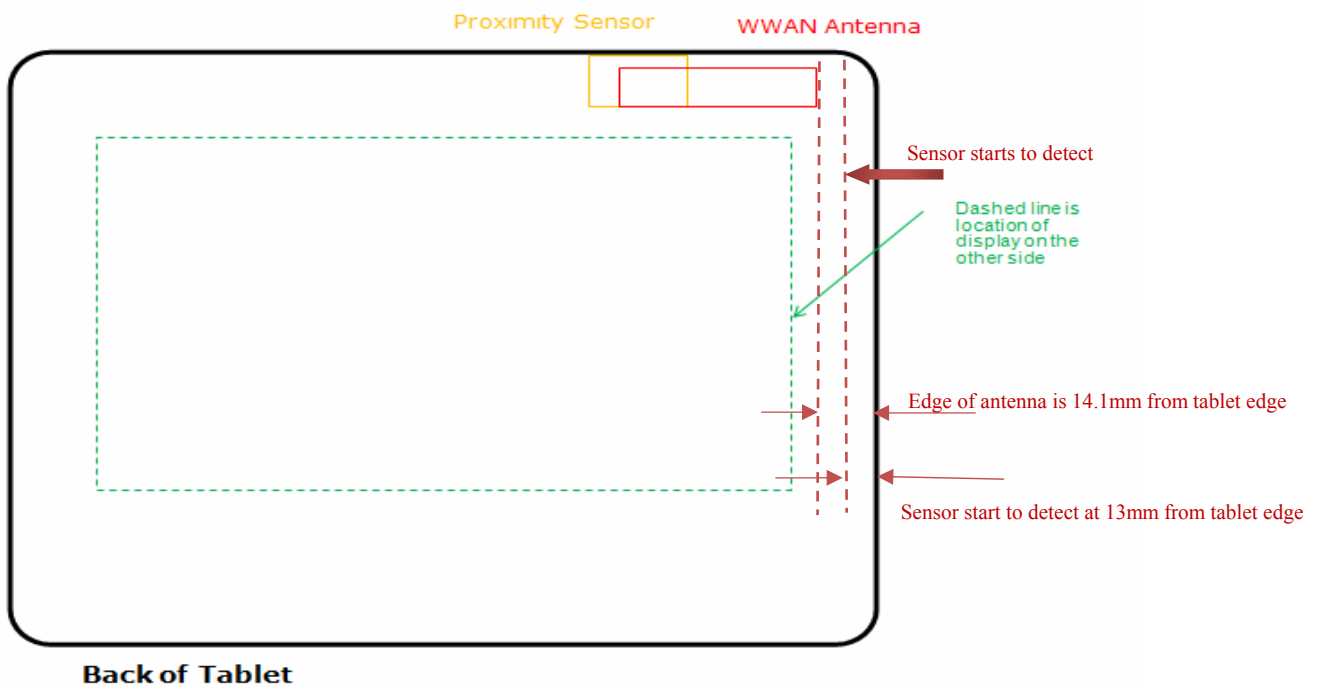 Proximity Sensor
WWAN Antenna
Sensor starts to detect
Dashed line is
location of
display on the
other side
Edge of antenna is 14.1mm from tablet edge
Sensor start to detect at 13mm from tablet edge
Back of Tablet